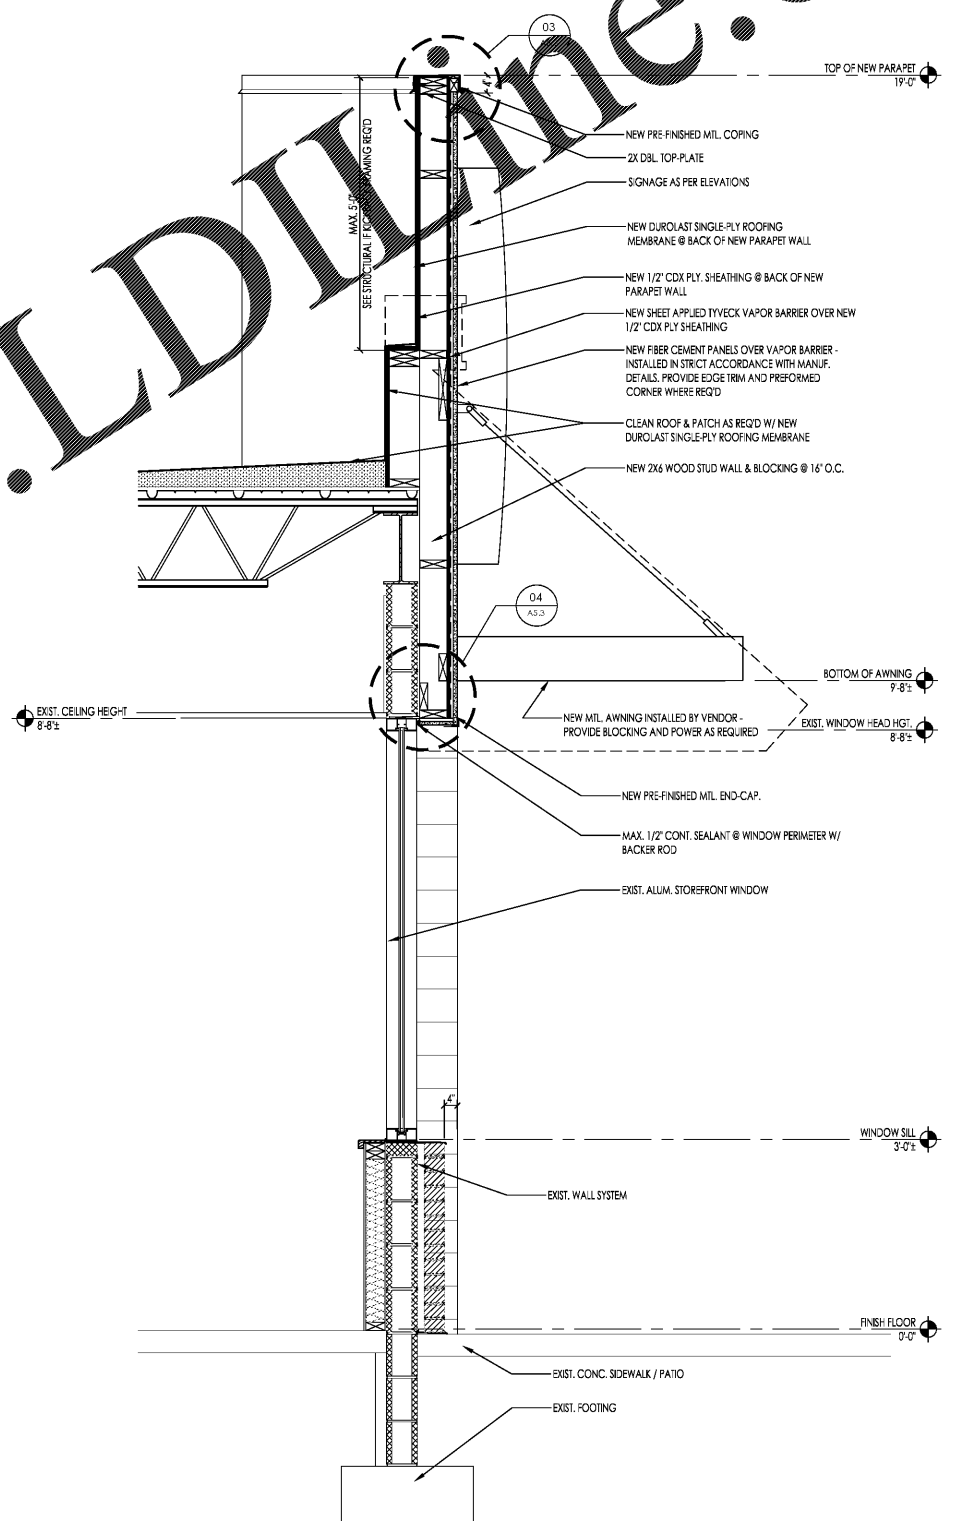 .LDILine.
03
TOP OF NEW PARAPET
19'-0"
NEW PRE-FINISHED MTL. COPING
2X DBL. TOP-PLATE
SIGNAGE AS PER ELEVATIONS
MAX. 5'-0"
SEE STRUCTURAL IF KICKER FRAMING REQ'D
NEW DUROLAST SINGLE-PLY ROOFING
MEMBRANE @ BACK OF NEW PARAPET WALL
NEW 1/2" CDX PLY. SHEATHING @ BACK OF NEW
PARAPET WALL
NEW SHEET APPLIED TYVECK VAPOR BARRIER OVER NEW
1/2" CDX PLY SHEATHING
NEW FIBER CEMENT PANELS OVER VAPOR BARRIER -
INSTALLED IN STRICT ACCORDANCE WITH MANUF.
DETAILS. PROVIDE EDGE TRIM AND PREFORMED
CORNER WHERE REQ'D
CLEAN ROOF & PATCH AS REQ'D W/ NEW
DUROLAST SINGLE-PLY ROOFING MEMBRANE
NEW 2X6 WOOD STUD WALL & BLOCKING @ 16" O.C.
04
A5.3
BOTTOM OF AWNING
9'-8"±
EXIST. CEILING HEIGHT
8'-8"±
NEW MTL. AWNING INSTALLED BY VENDOR -
PROVIDE BLOCKING AND POWER AS REQUIRED
EXIST. WINDOW HEAD HGT.
8'-8"±
NEW PRE-FINISHED MTL. END-CAP.
MAX. 1/2" CONT. SEALANT @ WINDOW PERIMETER W/
BACKER ROD
EXIST. ALUM. STOREFRONT WINDOW
4"
WINDOW SILL
3'-0"±
EXIST. WALL SYSTEM
FINISH FLOOR
0'-0"
EXIST. CONC. SIDEWALK / PATIO
EXIST. FOOTING